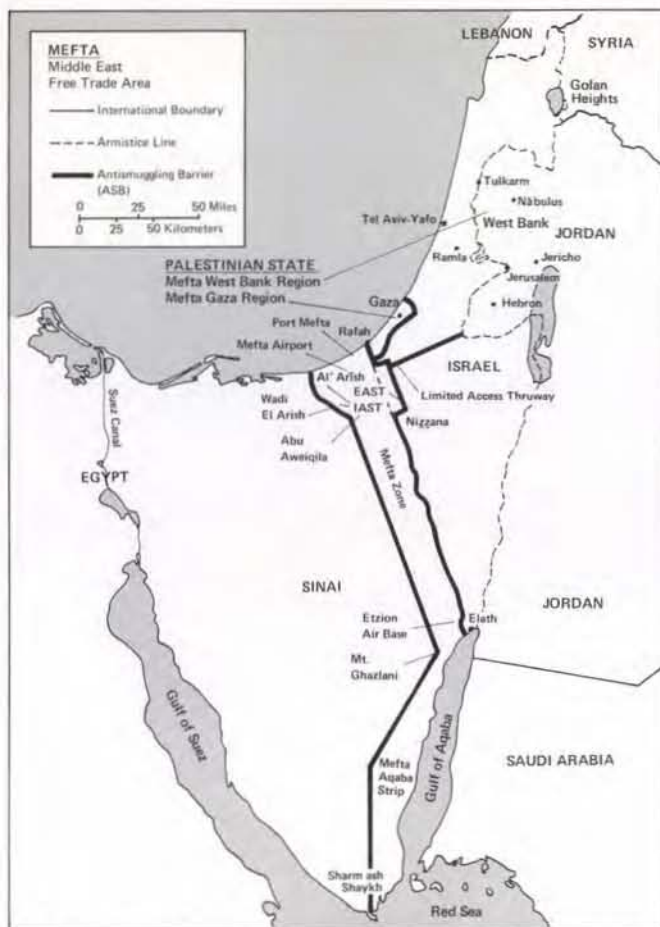 MEFTA
Middle East
Free Trade Area
International Boundary
Armistice Line
Antismuggling Barrier
(ASB)
0 25 50 Miles
0 25 50 Kilometers
LEBANON
SYRIA
Golan
Heights
Tulkarm
Nàbulus
West Bank
Tel Aviv-Yafo
JORDAN
Ramla
Jericho
Jerusalem
PALESTINIAN STATE
Mefta West Bank Region
Mefta Gaza Region
Gaza
Hebron
Port Mefta
Rafah
Mefta Airport
ISRAEL
Al' Arīsh
EAST
Limited Access Thruway
Wadi
El Arish
IAST
Nizzana
Abu
Aweiqila
Suez Canal
EGYPT
Mefta Zone
SINAI
JORDAN
Etzion
Air Base
Elath
Mt.
Ghazlani
Gulf of Suez
Gulf of Aqaba
Mefta
Aqaba
Strip
SAUDI ARABIA
Sharm ash
Shaykh
Red Sea